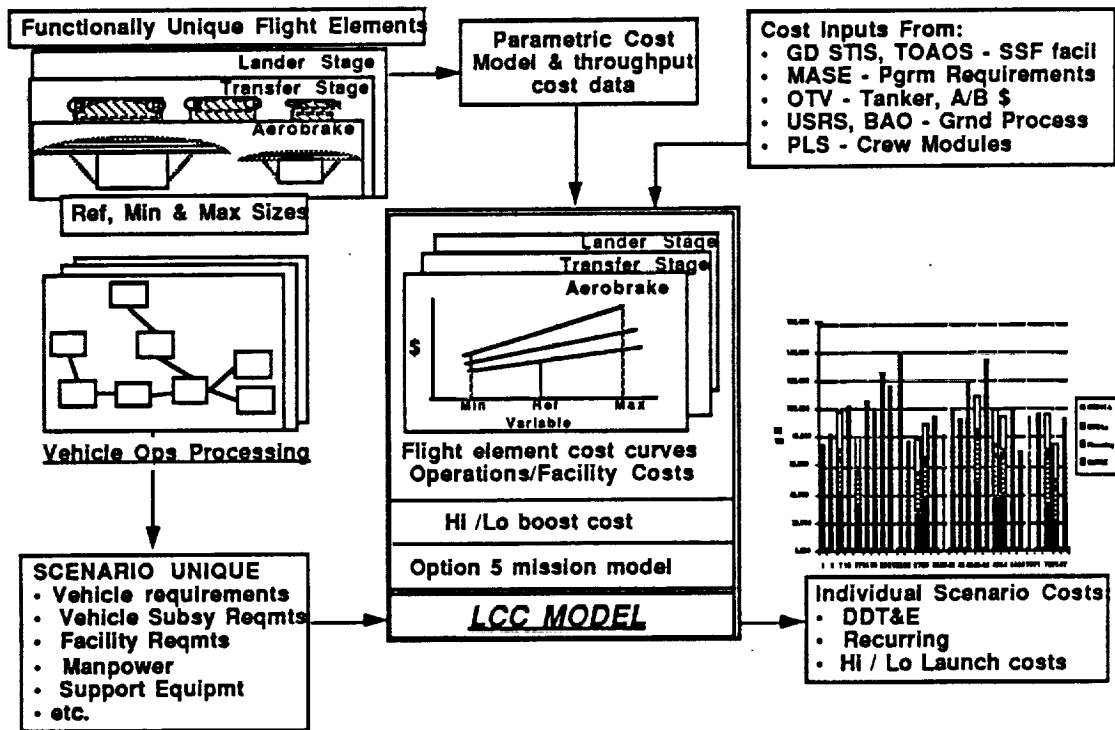 Functionally Unique Flight Elements
Lander Stage
Transfer Stage
Aerobrake
Ref, Min & Max Sizes
Parametric Cost
Model & throughput
cost data
Cost Inputs From:
• GD STIS, TOAOS - SSF facil
• MASE - Pgrm Requirements
• OTV - Tanker, A/B $
• USRS, BAO - Grnd Process
• PLS - Crew Modules
Vehicle Ops Processing
Lander Stage
Transfer Stage
Aerobrake
$
Min Ref Max
Variable
Flight element cost curves
Operations/Facility Costs
Hi /Lo boost cost
Option 5 mission model
LCC MODEL
SCENARIO UNIQUE
• Vehicle requirements
• Vehicle Subsy Reqmts
• Facility Reqmts
• Manpower
• Support Equipmt
• etc.
Individual Scenario Costs:
• DDT&E
• Recurring
• Hi / Lo Launch costs